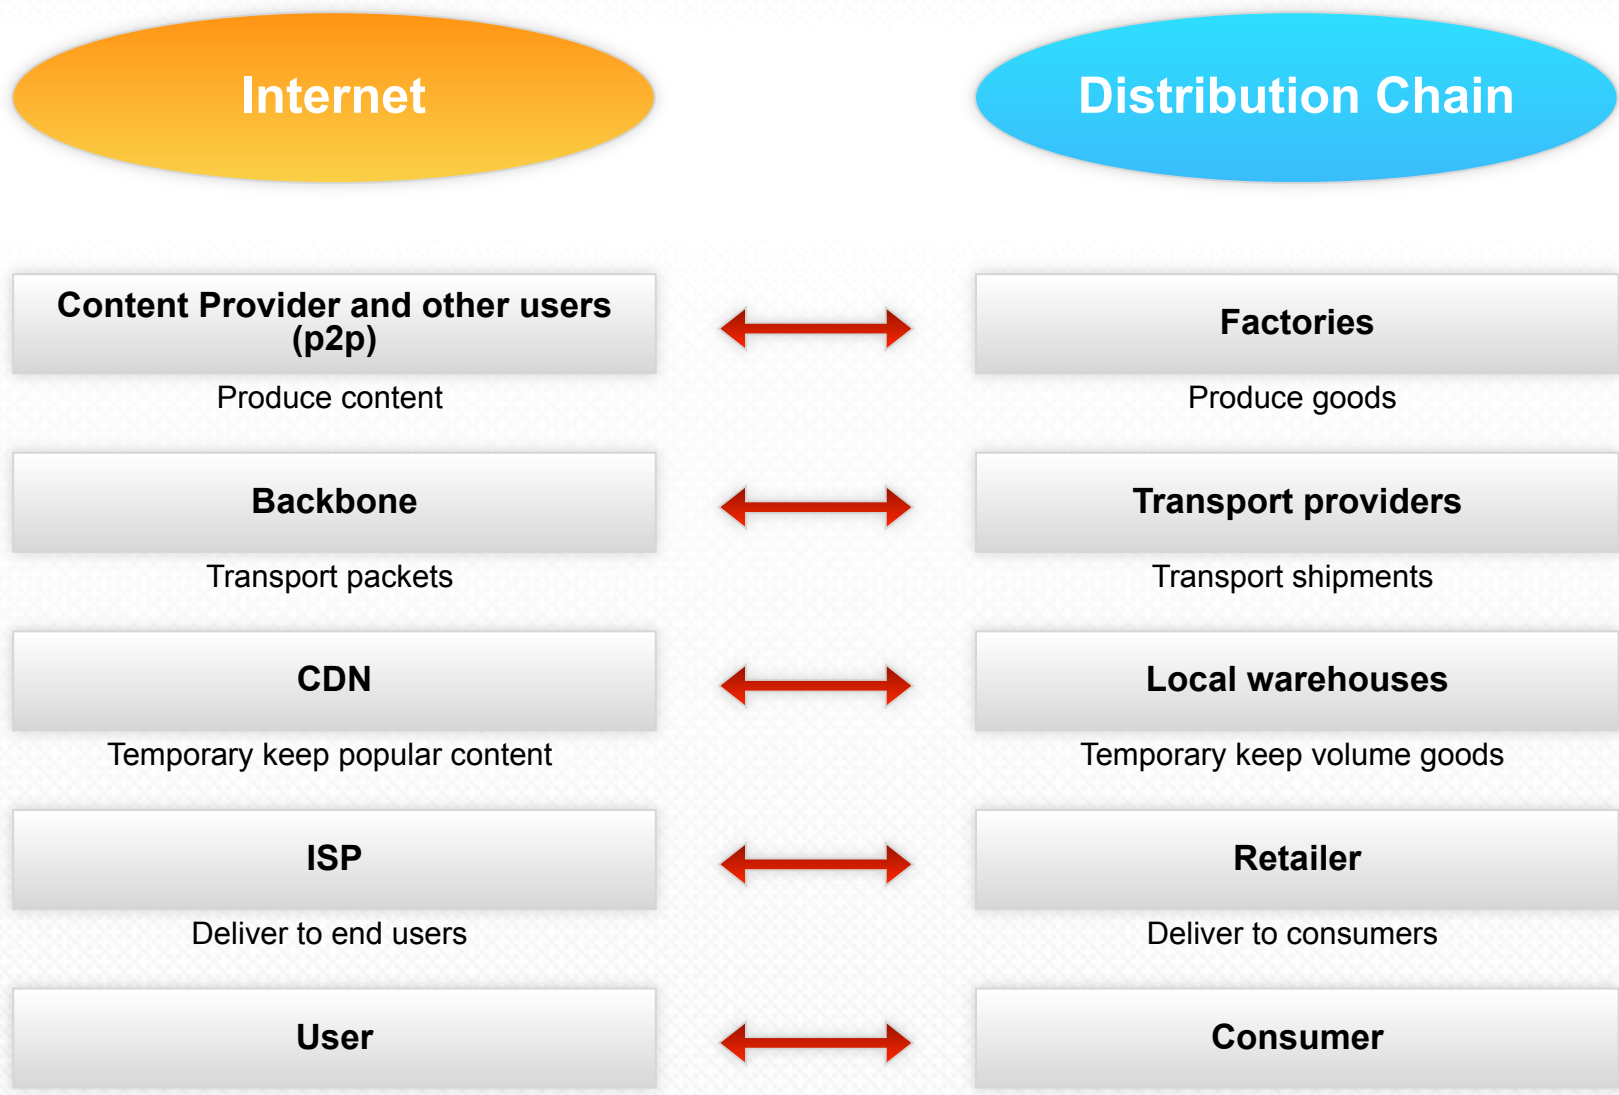 Internet
Distribution Chain
Content Provider and other users
(p2p)
Factories
Produce content
Produce goods
Backbone
Transport providers
Transport packets
Transport shipments
CDN
Local warehouses
Temporary keep popular content
Temporary keep volume goods
ISP
Retailer
Deliver to end users
Deliver to consumers
User
Consumer